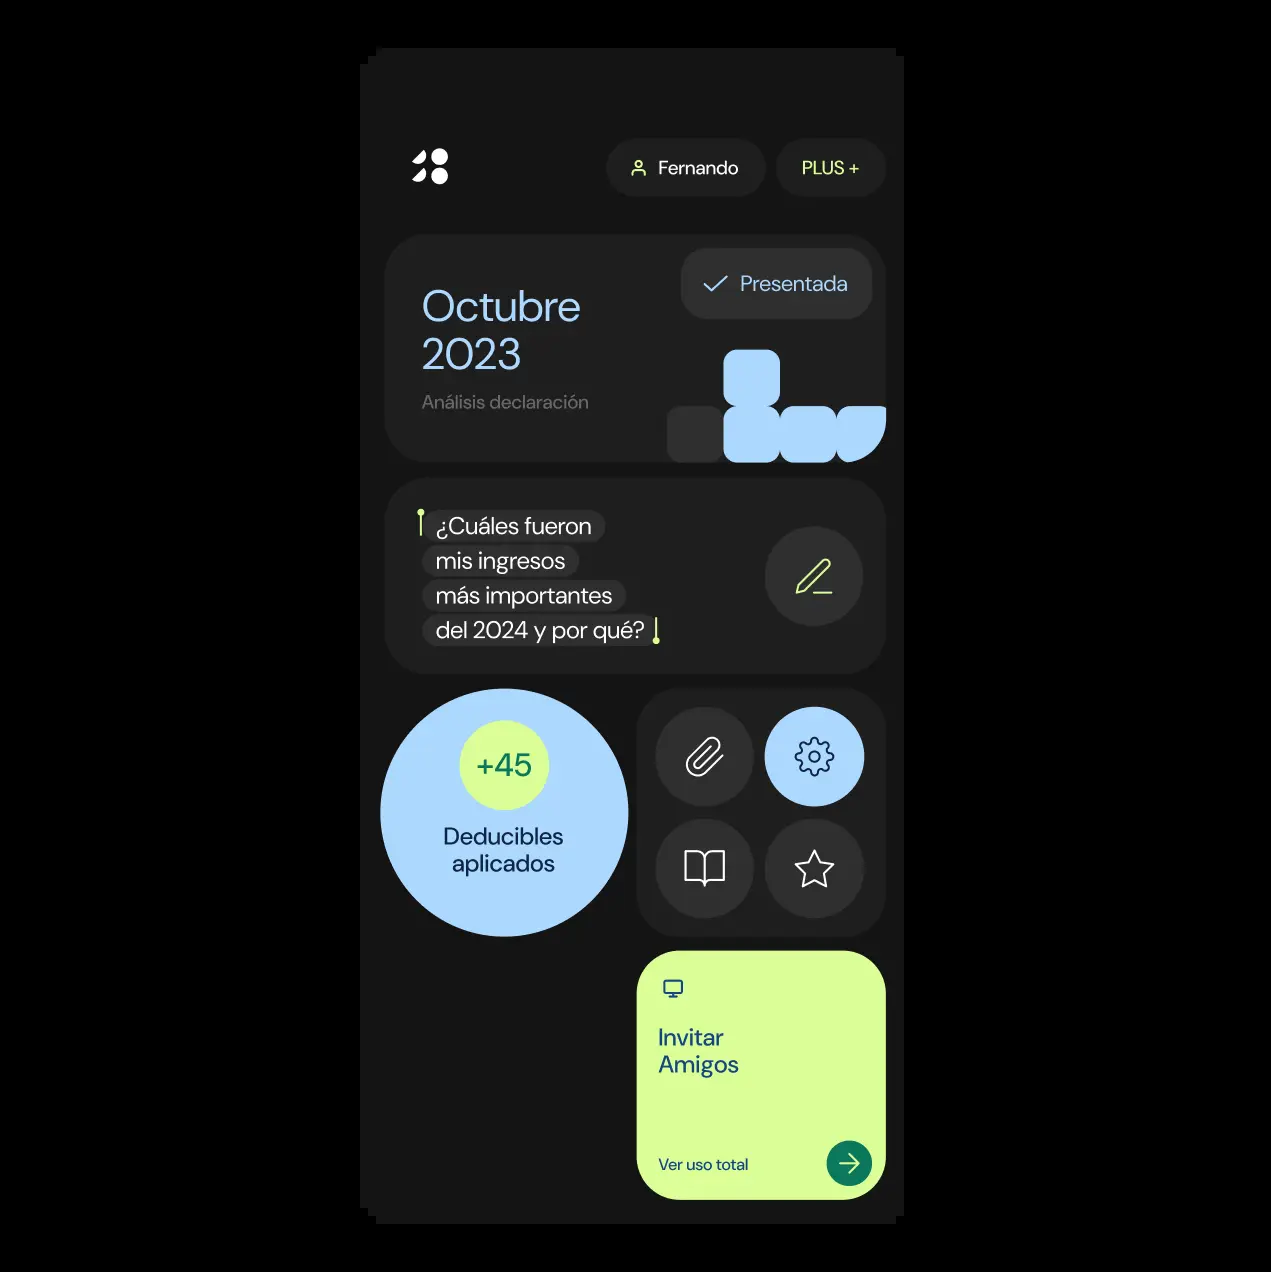 Fernando
PLUS +
Presentada
Octubre
2023
Análisis declaración
¿Cuáles fueron
mis ingresos
más importantes
del 2024 y por qué?
+45
Deducibles
aplicados
Invitar
Amigos
Ver uso total